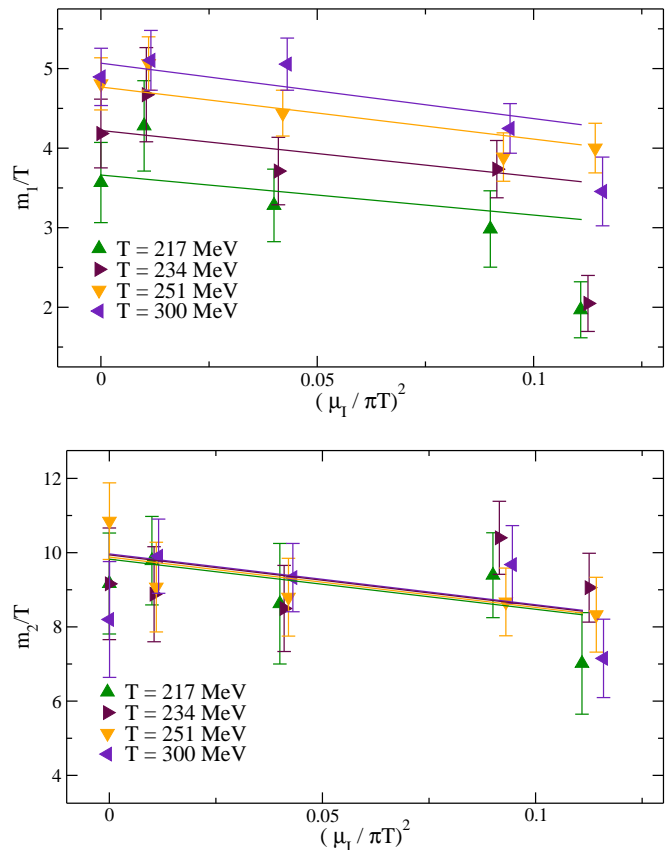 5
4
3
2
m₁/T
T = 217 MeV
T = 234 MeV
T = 251 MeV
T = 300 MeV
0 0.05 0.1
(μ_I / πT)²
12
10
8
6
4
m₂/T
T = 217 MeV
T = 234 MeV
T = 251 MeV
T = 300 MeV
0 0.05 0.1
(μ_I / πT)²